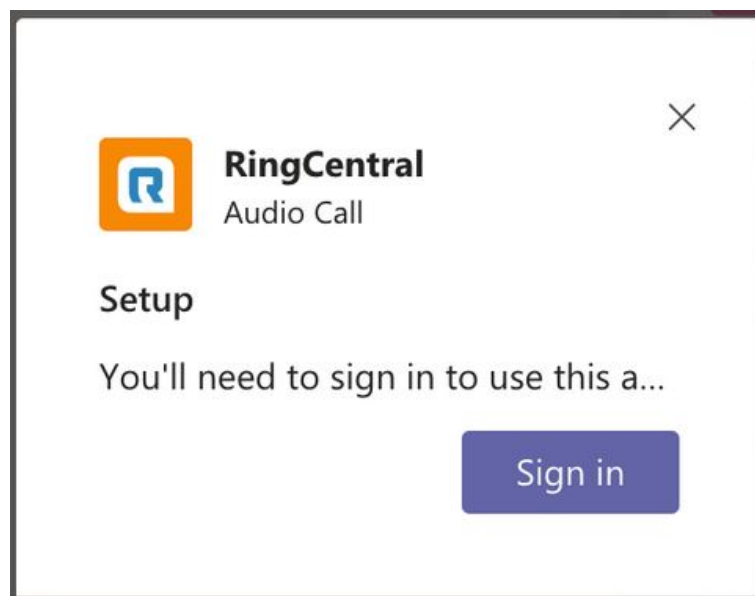 RingCentral
Audio Call
Setup
You'll need to sign in to use this a...
Sign in